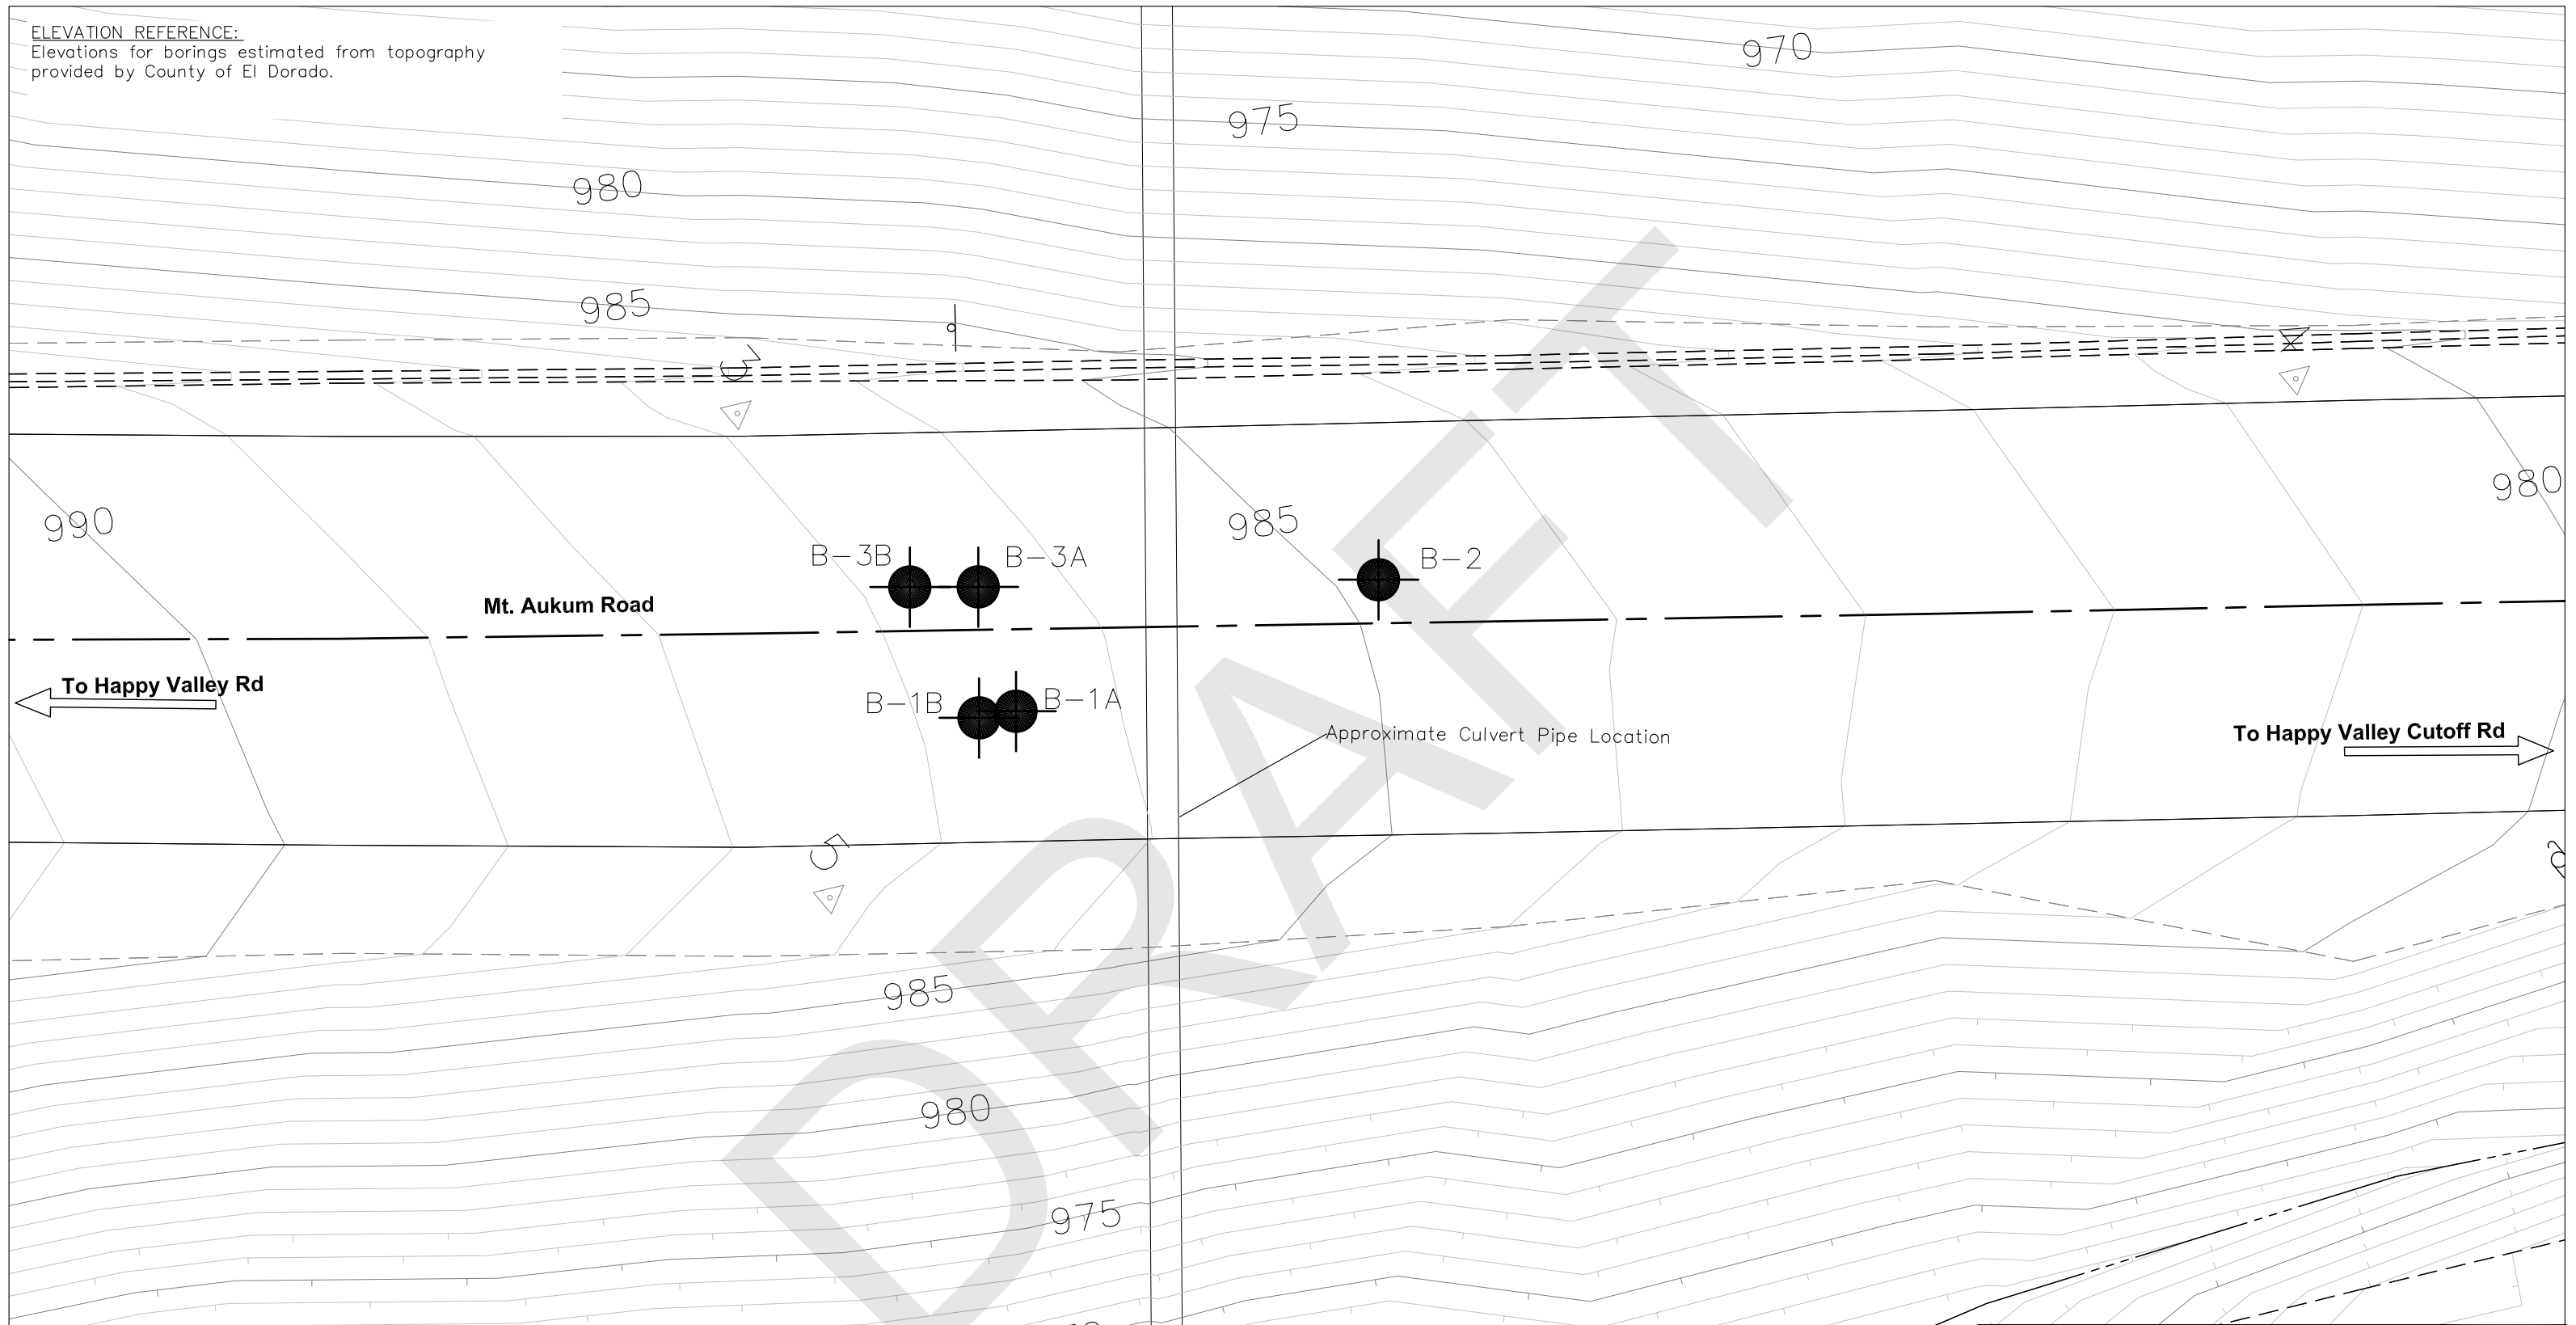 ELEVATION REFERENCE:
Elevations for borings estimated from topography
provided by County of El Dorado.
970
975
980
985
3
990
985
980
B-3B
B-3A
B-2
Mt. Aukum Road
To Happy Valley Rd
B-1B
B-1A
Approximate Culvert Pipe Location
To Happy Valley Cutoff Rd
5
985
980
975
DRAFT